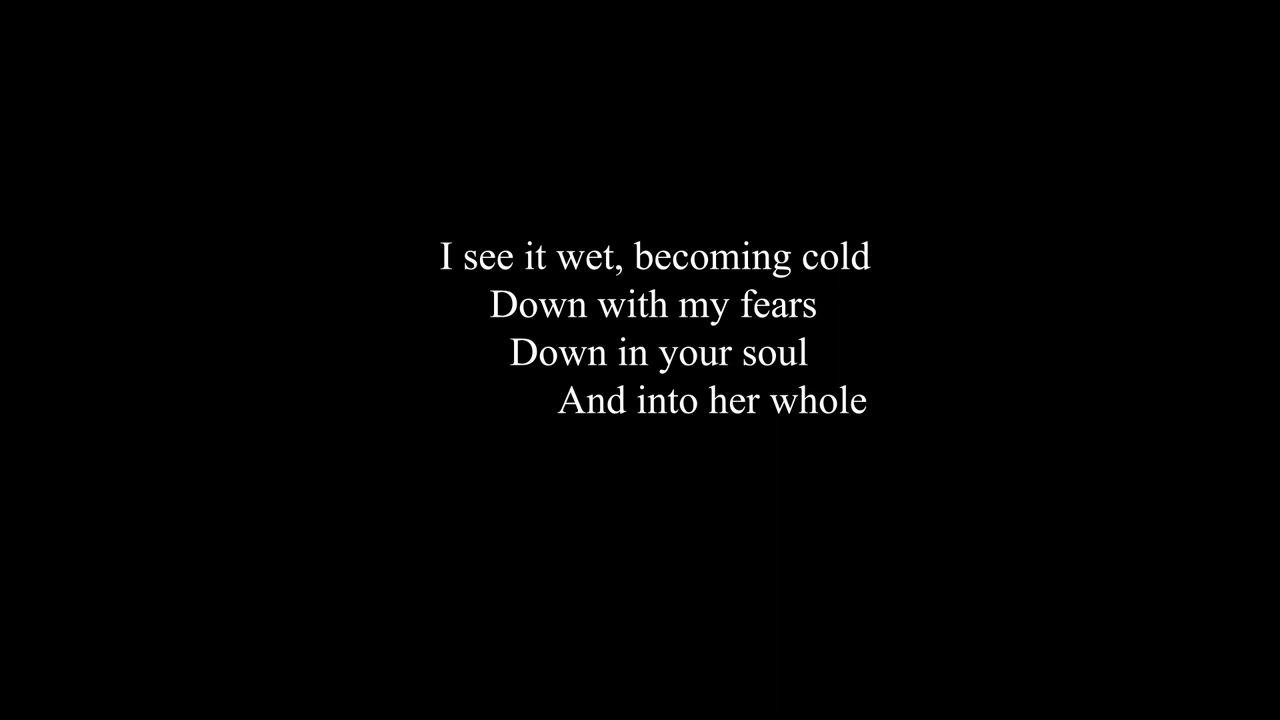 I see it wet, becoming cold
Down with my fears
Down in your soul
And into her whole